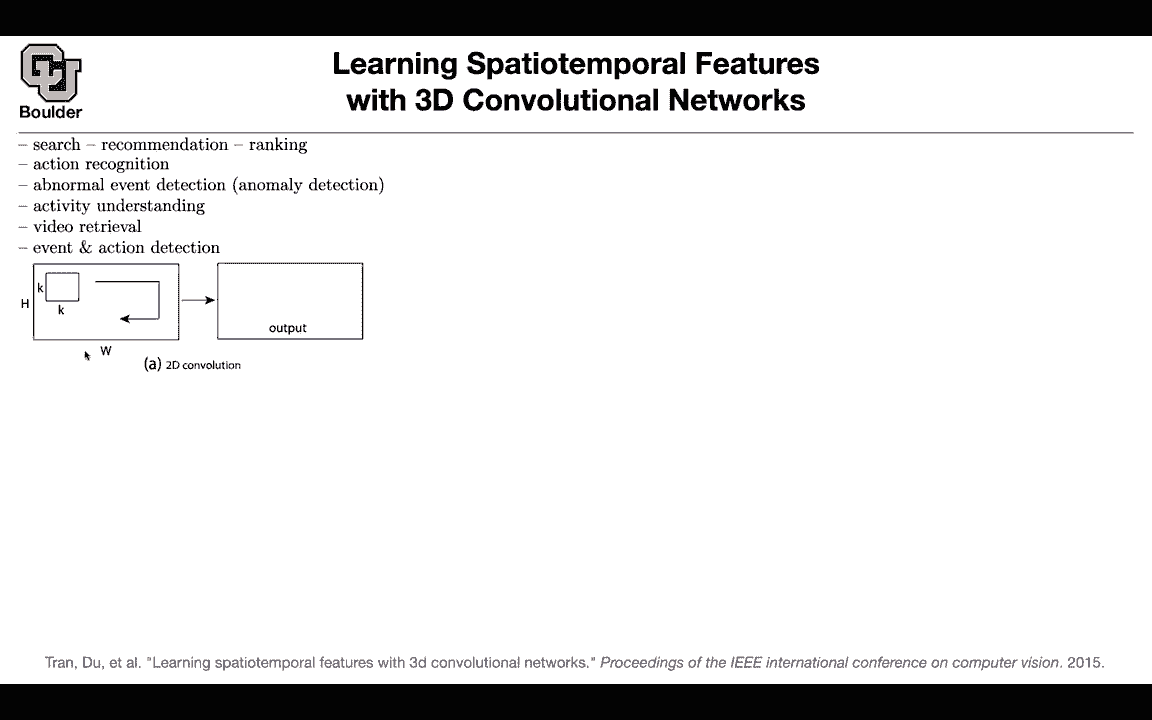 Boulder
Learning Spatiotemporal Features
with 3D Convolutional Networks
– search – recommendation – ranking
– action recognition
– abnormal event detection (anomaly detection)
– activity understanding
– video retrieval
– event & action detection
k
H
k
output
W
(a) 2D convolution
Tran, Du, et al. "Learning spatiotemporal features with 3d convolutional networks." Proceedings of the IEEE international conference on computer vision. 2015.